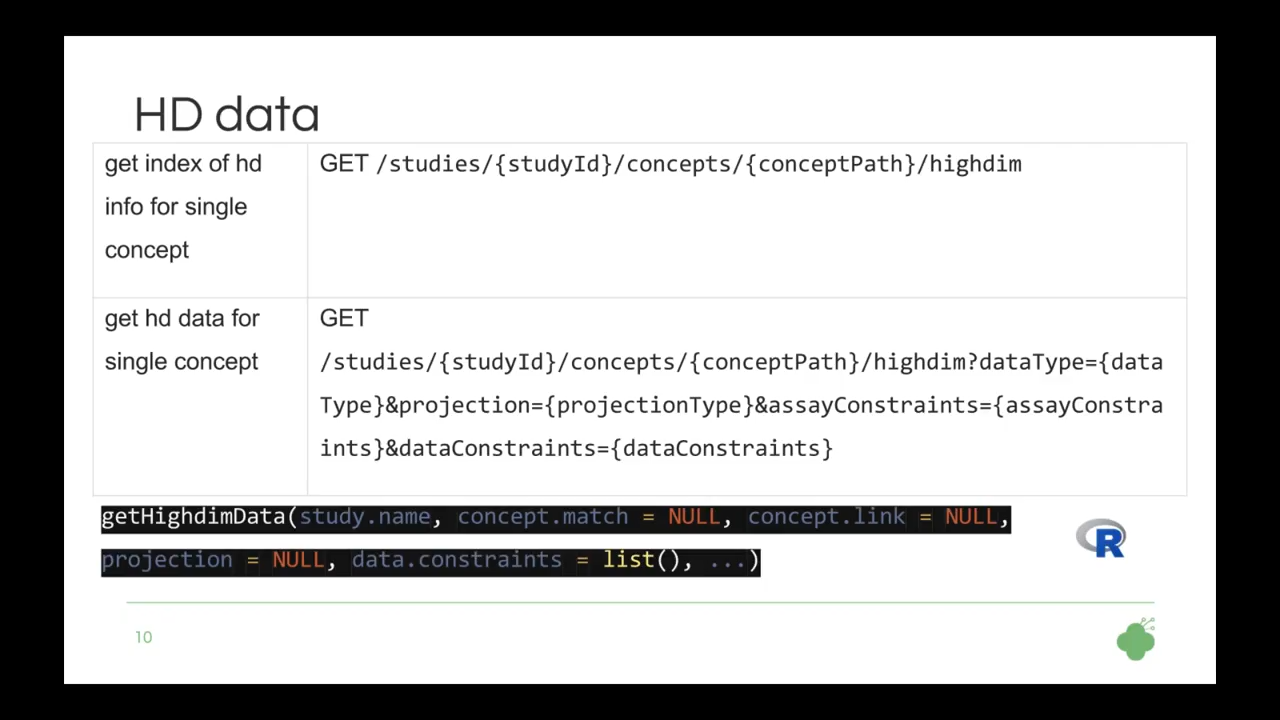 HD data
get index of hd
info for single
concept
GET /studies/{studyId}/concepts/{conceptPath}/highdim
get hd data for
single concept
GET
/studies/{studyId}/concepts/{conceptPath}/highdim?dataType={data
Type}&projection={projectionType}&assayConstraints={assayConstra
ints}&dataConstraints={dataConstraints}
getHighdimData(study.name, concept.match = NULL, concept.link = NULL,
projection = NULL, data.constraints = list(), ...)
R
10